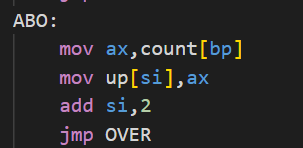 ABO:
mov ax,count[bp]
mov up[si],ax
add si,2
jmp OVER